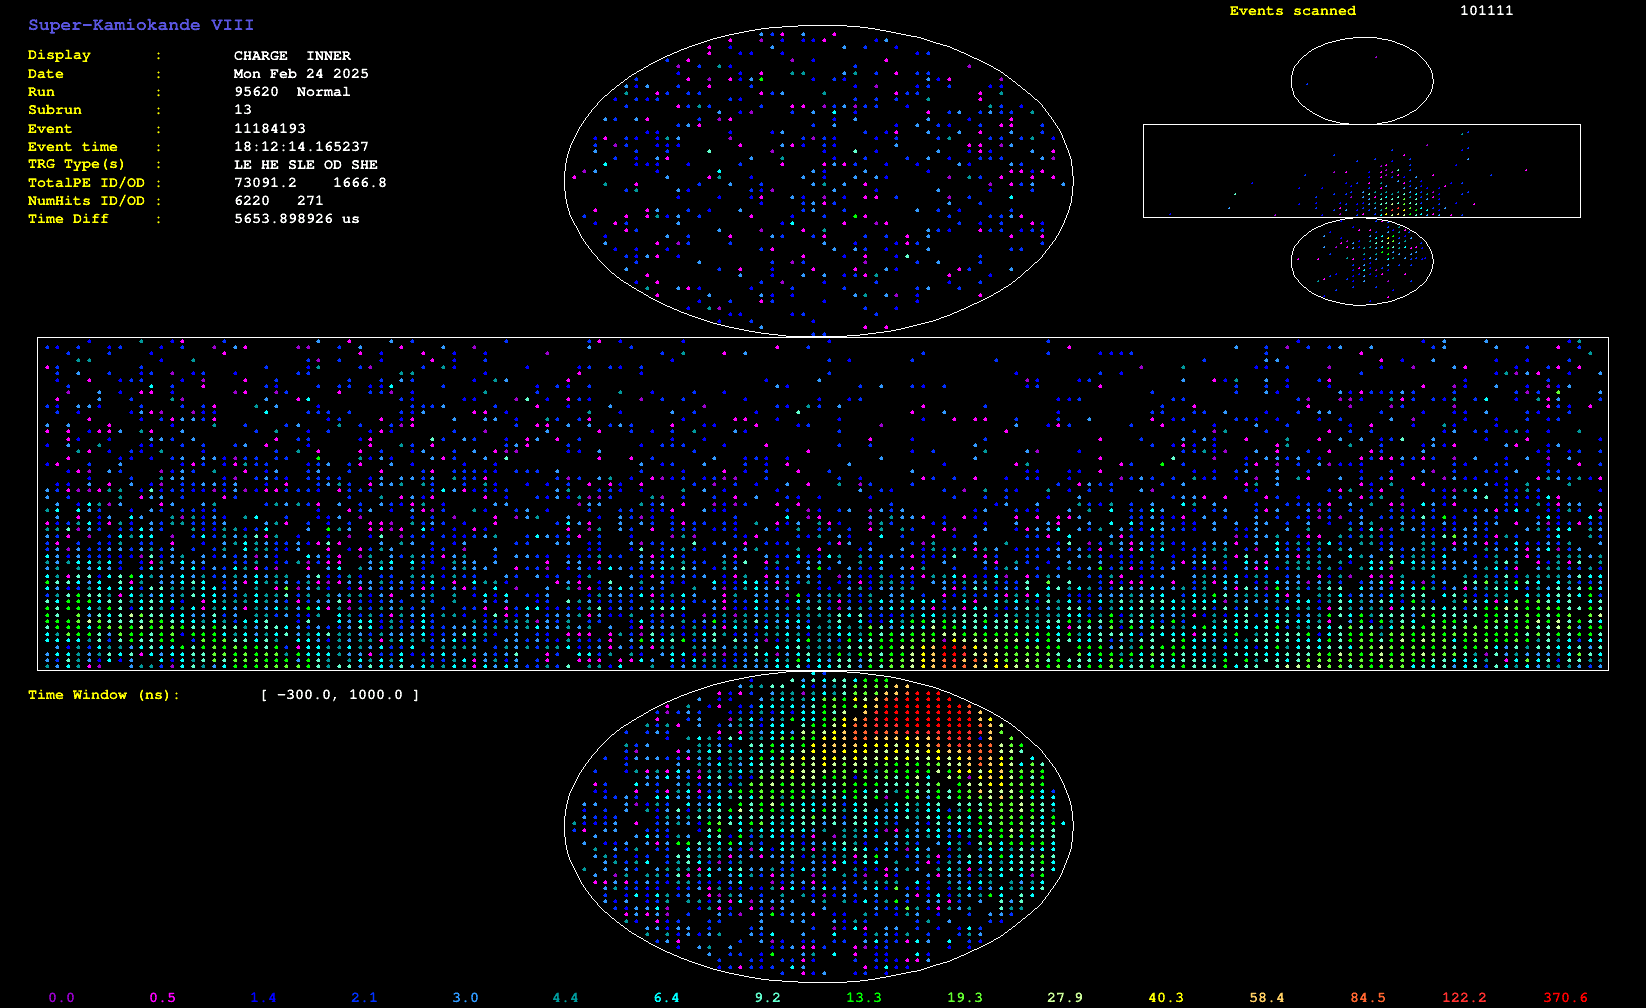 Super-Kamiokande VIII
Display : CHARGE INNER
Date : Mon Feb 24 2025
Run : 95620 Normal
Subrun : 13
Event : 11184193
Event time : 18:12:14.165237
TRG Type(s) : LE HE SLE OD SHE
TotalPE ID/OD : 73091.2 1666.8
NumHits ID/OD : 6220 271
Time Diff : 5653.898926 us
Events scanned 101111
Time Window (ns): [ -300.0, 1000.0 ]
0.0 0.5 1.4 2.1 3.0 4.4 6.4 9.2 13.3 19.3 27.9 40.3 58.4 84.5 122.2 370.6